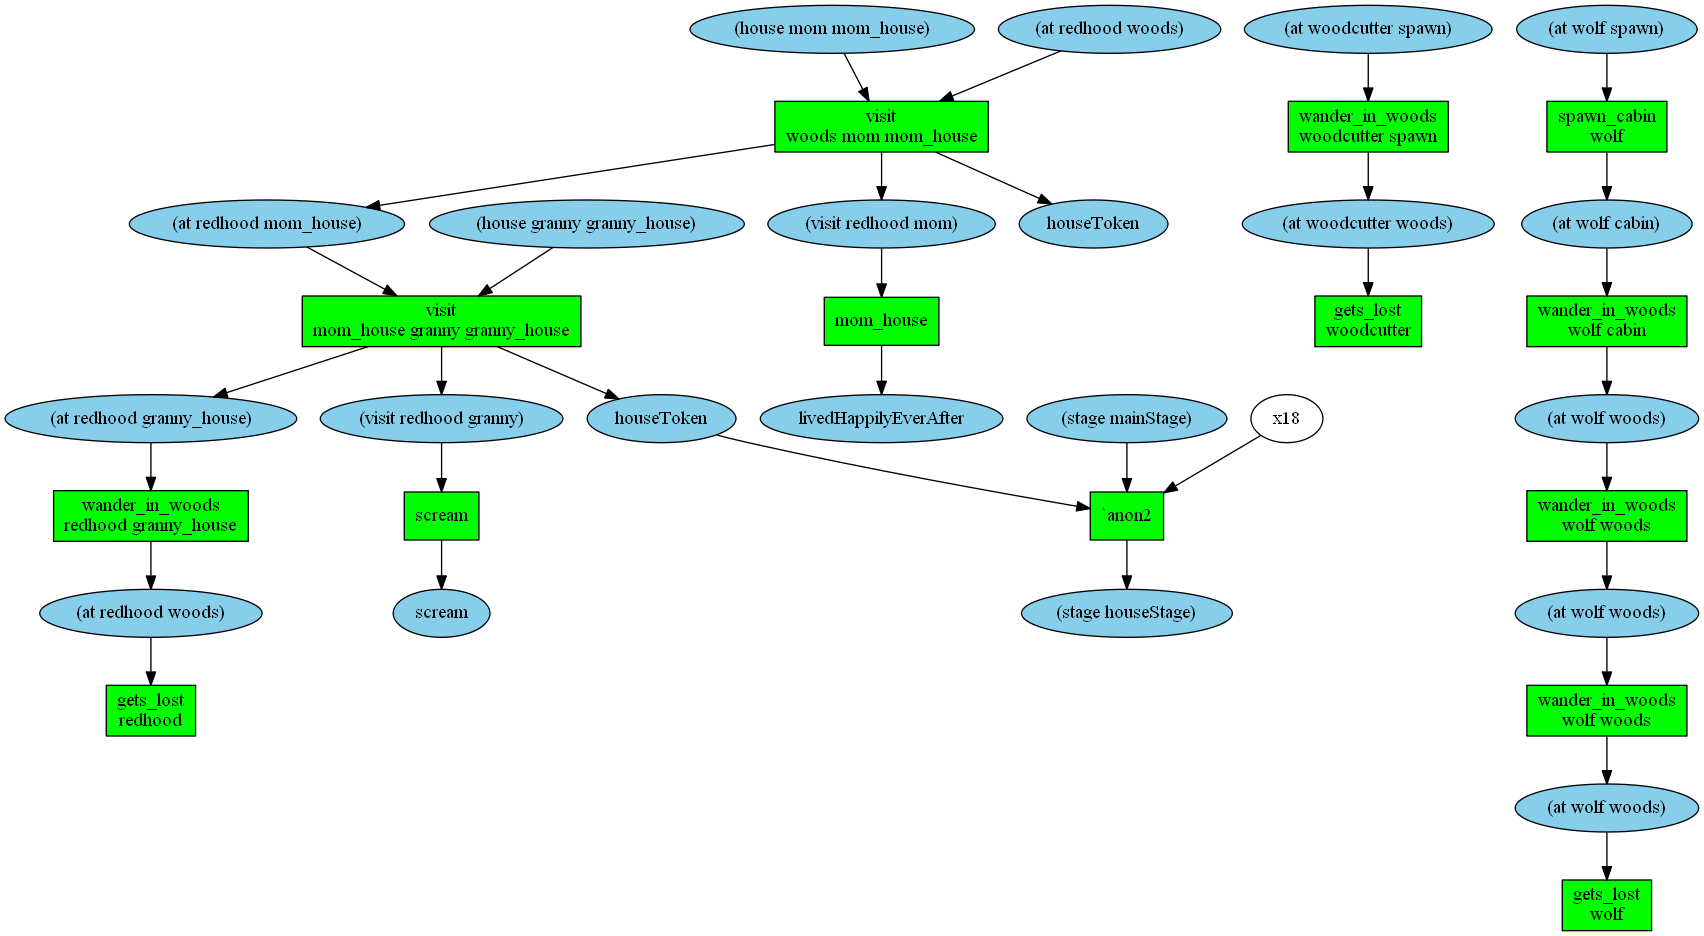 (house mom mom_house)
(at redhood woods)
(at woodcutter spawn)
(at wolf spawn)
visit
woods mom mom_house
wander_in_woods
woodcutter spawn
spawn_cabin
wolf
(at redhood mom_house)
(house granny granny_house)
(visit redhood mom)
houseToken
(at woodcutter woods)
(at wolf cabin)
visit
mom_house granny granny_house
mom_house
gets_lost
woodcutter
wander_in_woods
wolf cabin
(at redhood granny_house)
(visit redhood granny)
houseToken
livedHappilyEverAfter
(stage mainStage)
x18
(at wolf woods)
wander_in_woods
redhood granny_house
scream
`anon2
wander_in_woods
wolf woods
(at redhood woods)
scream
(stage houseStage)
(at wolf woods)
gets_lost
redhood
wander_in_woods
wolf woods
(at wolf woods)
gets_lost
wolf